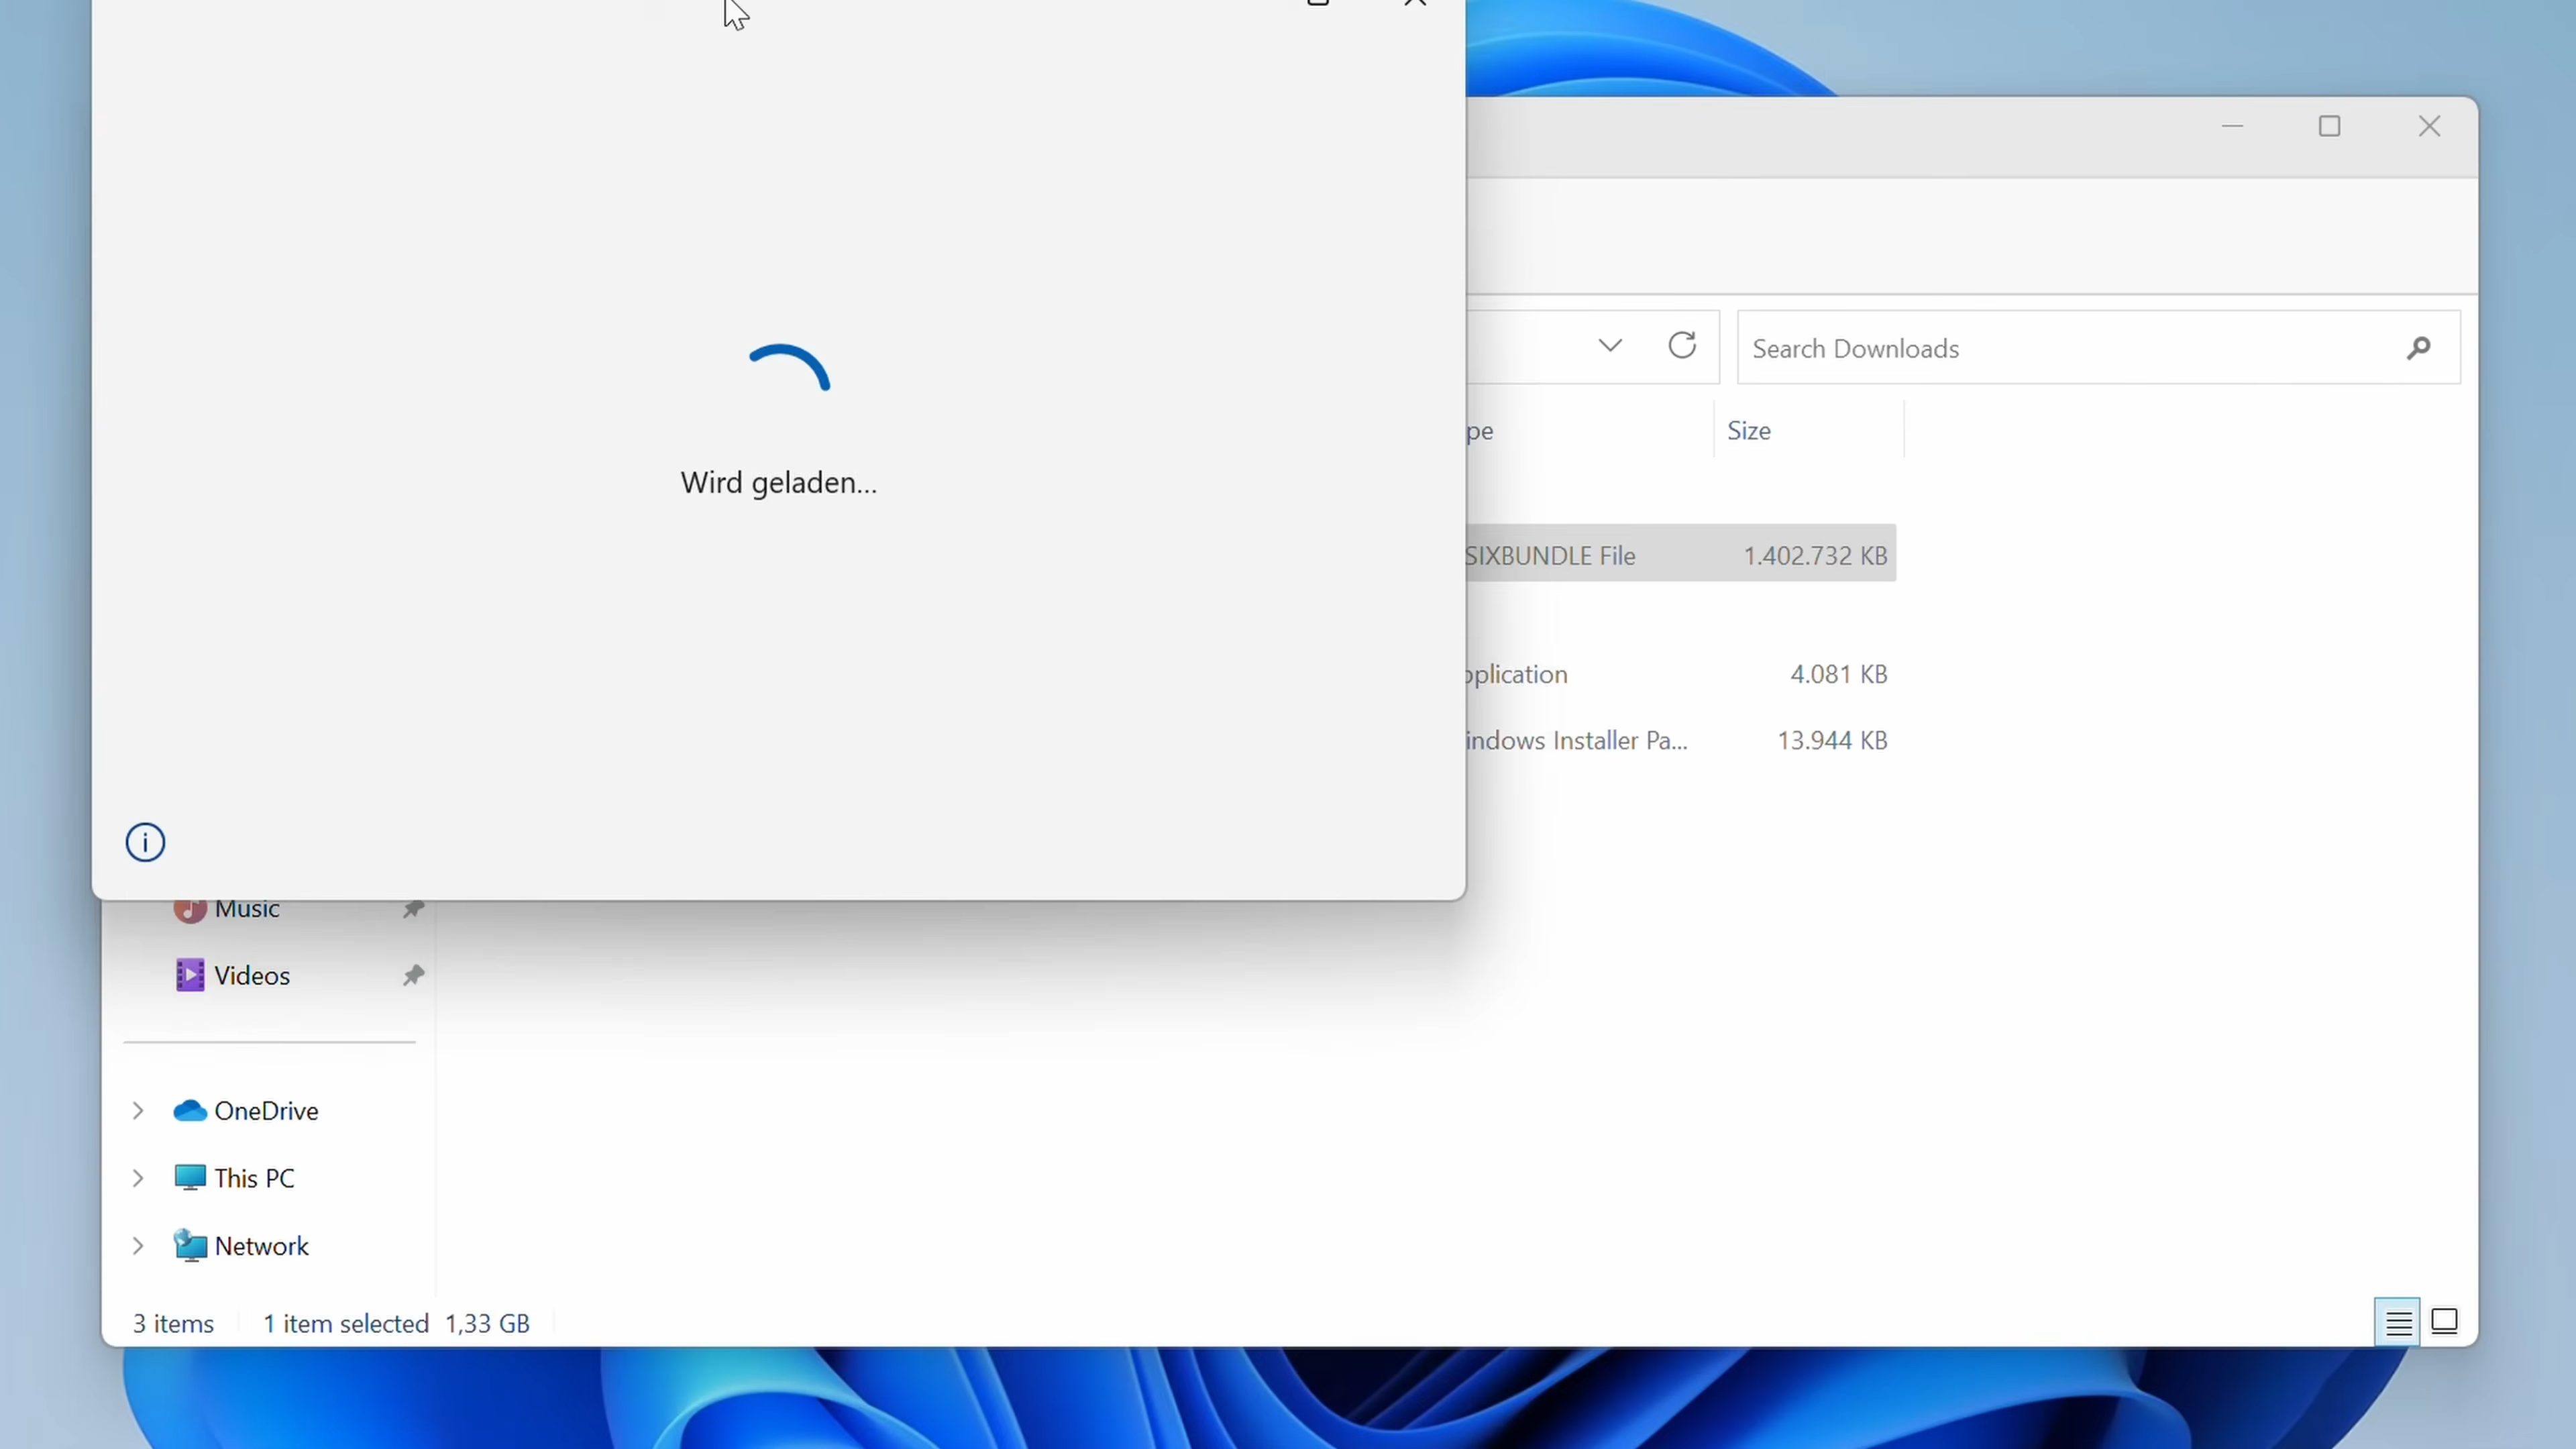 Search Downloads
pe
Size
Wird geladen...
SIXBUNDLE File
1.402.732 KB
pplication
4.081 KB
indows Installer Pa...
13.944 KB
Music
Videos
OneDrive
This PC
Network
3 items
1 item selected 1,33 GB